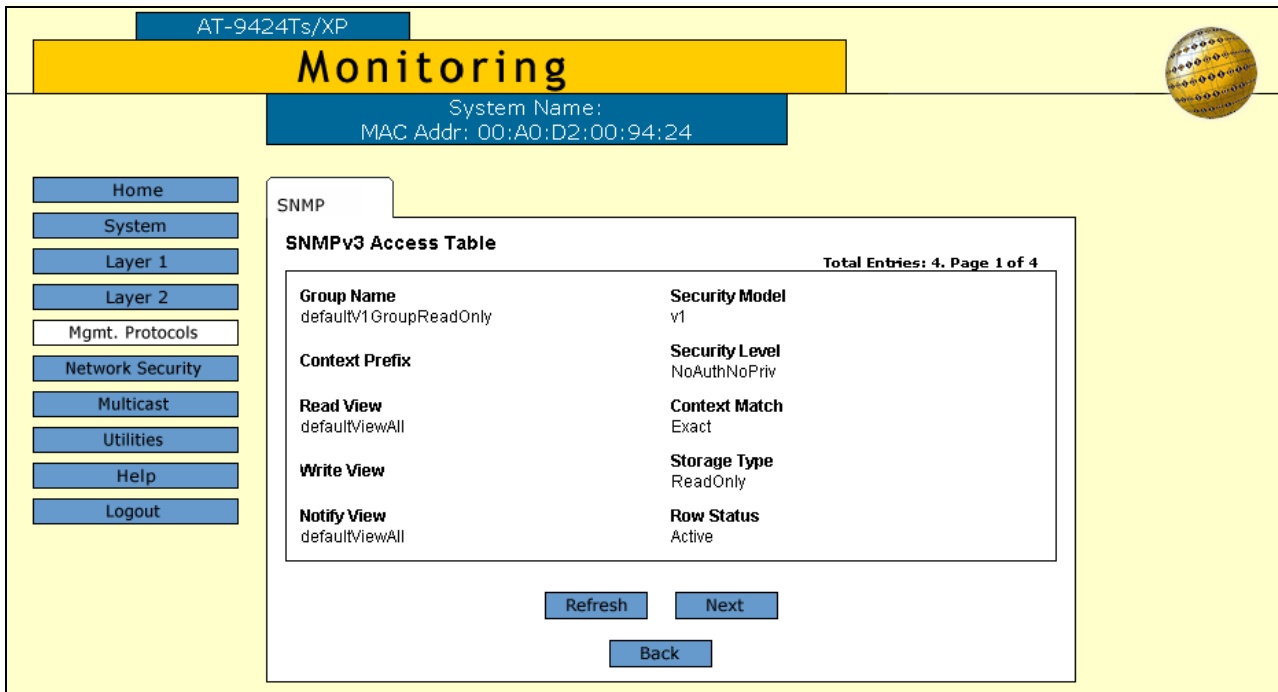 AT-9424Ts/XP
Monitoring
System Name:
MAC Addr: 00:A0:D2:00:94:24
Home
System
Layer 1
Layer 2
Mgmt. Protocols
Network Security
Multicast
Utilities
Help
Logout
SNMP
SNMPv3 Access Table
Total Entries: 4. Page 1 of 4
Group Name
defaultV1GroupReadOnly
Security Model
v1
Context Prefix
Security Level
NoAuthNoPriv
Read View
defaultViewAll
Context Match
Exact
Write View
Storage Type
ReadOnly
Notify View
defaultViewAll
Row Status
Active
Refresh
Next
Back